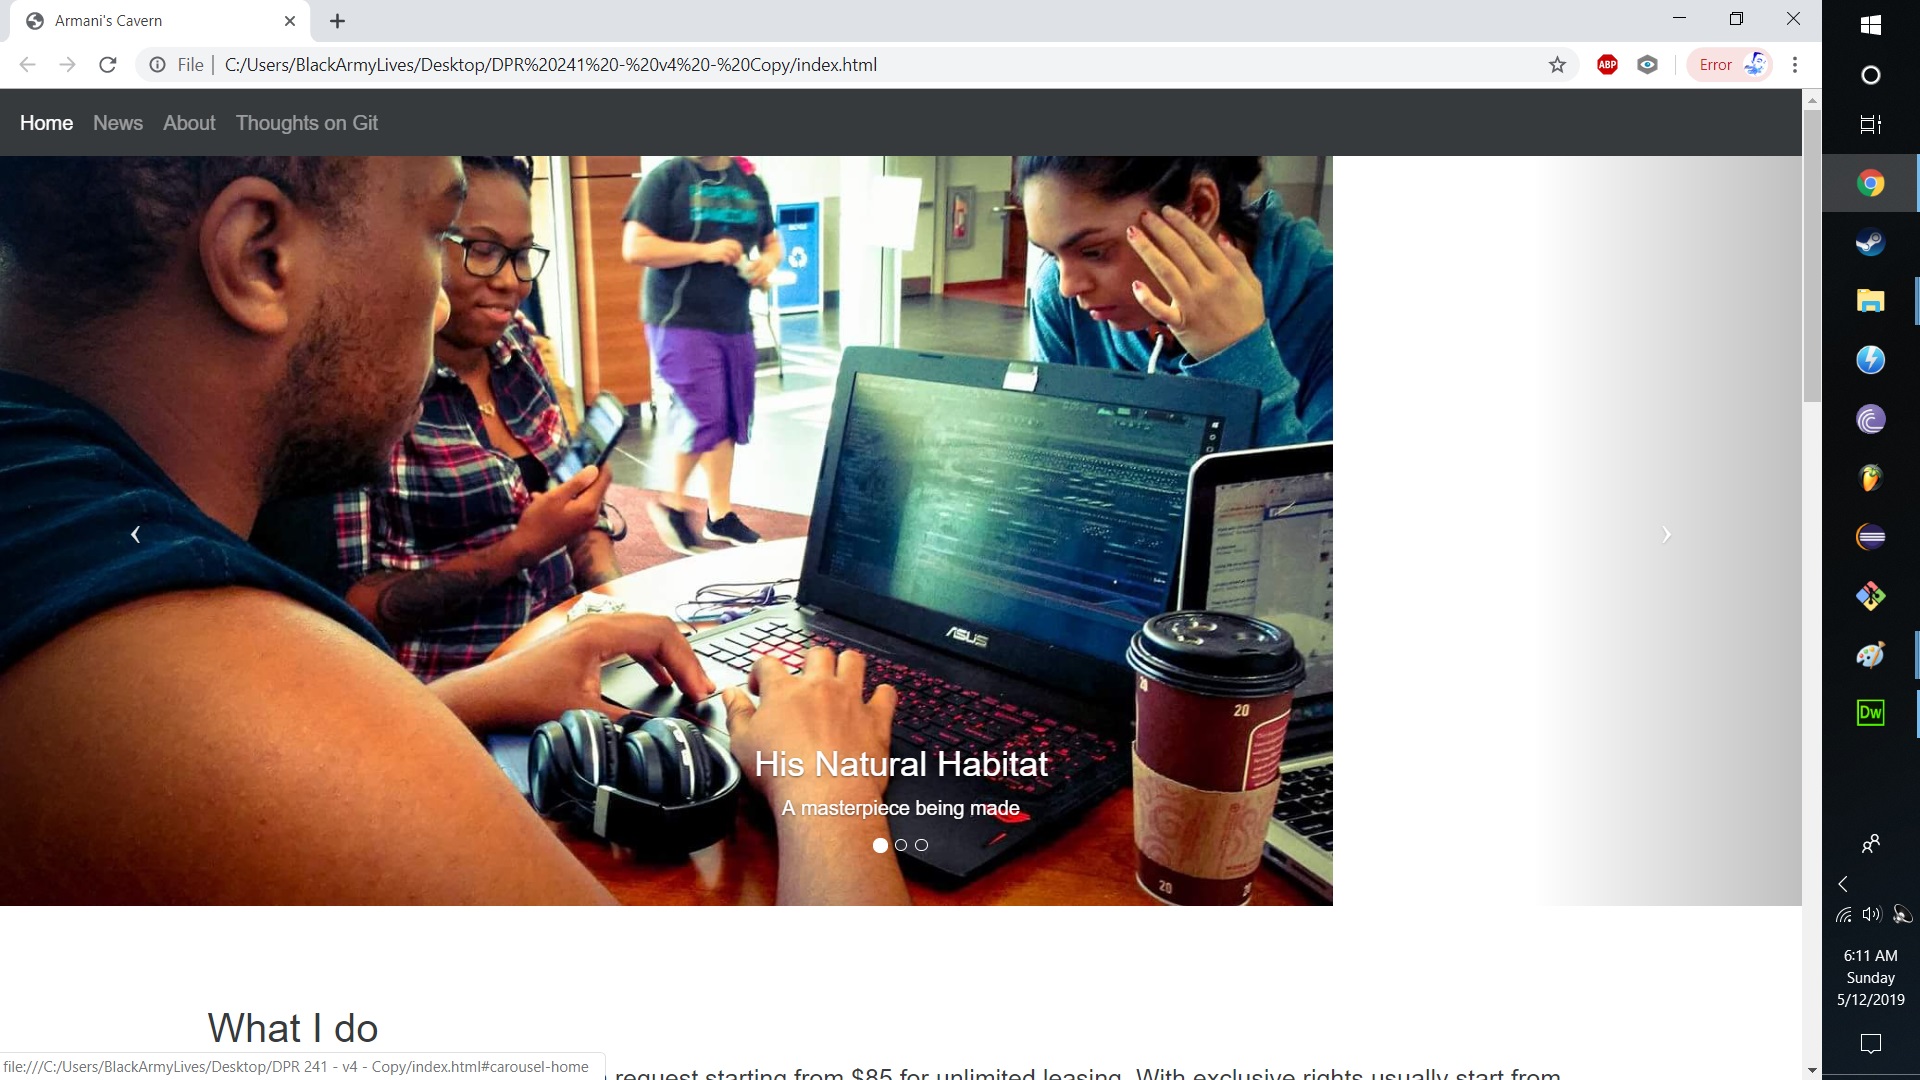 Armani's Cavern
File | C:/Users/BlackArmyLives/Desktop/DPR%20241%20-%20v4%20-%20Copy/index.html
ABP
Error
Home News About Thoughts on Git
ASUS
20
20
20
His Natural Habitat
A masterpiece being made
Dw
6:11 AM
Sunday
5/12/2019
What I do
file:///C:/Users/BlackArmyLives/Desktop/DPR 241 - v4 - Copy/index.html#carousel-home
request starting from $85 for unlimited leasing. With exclusive rights usually start from